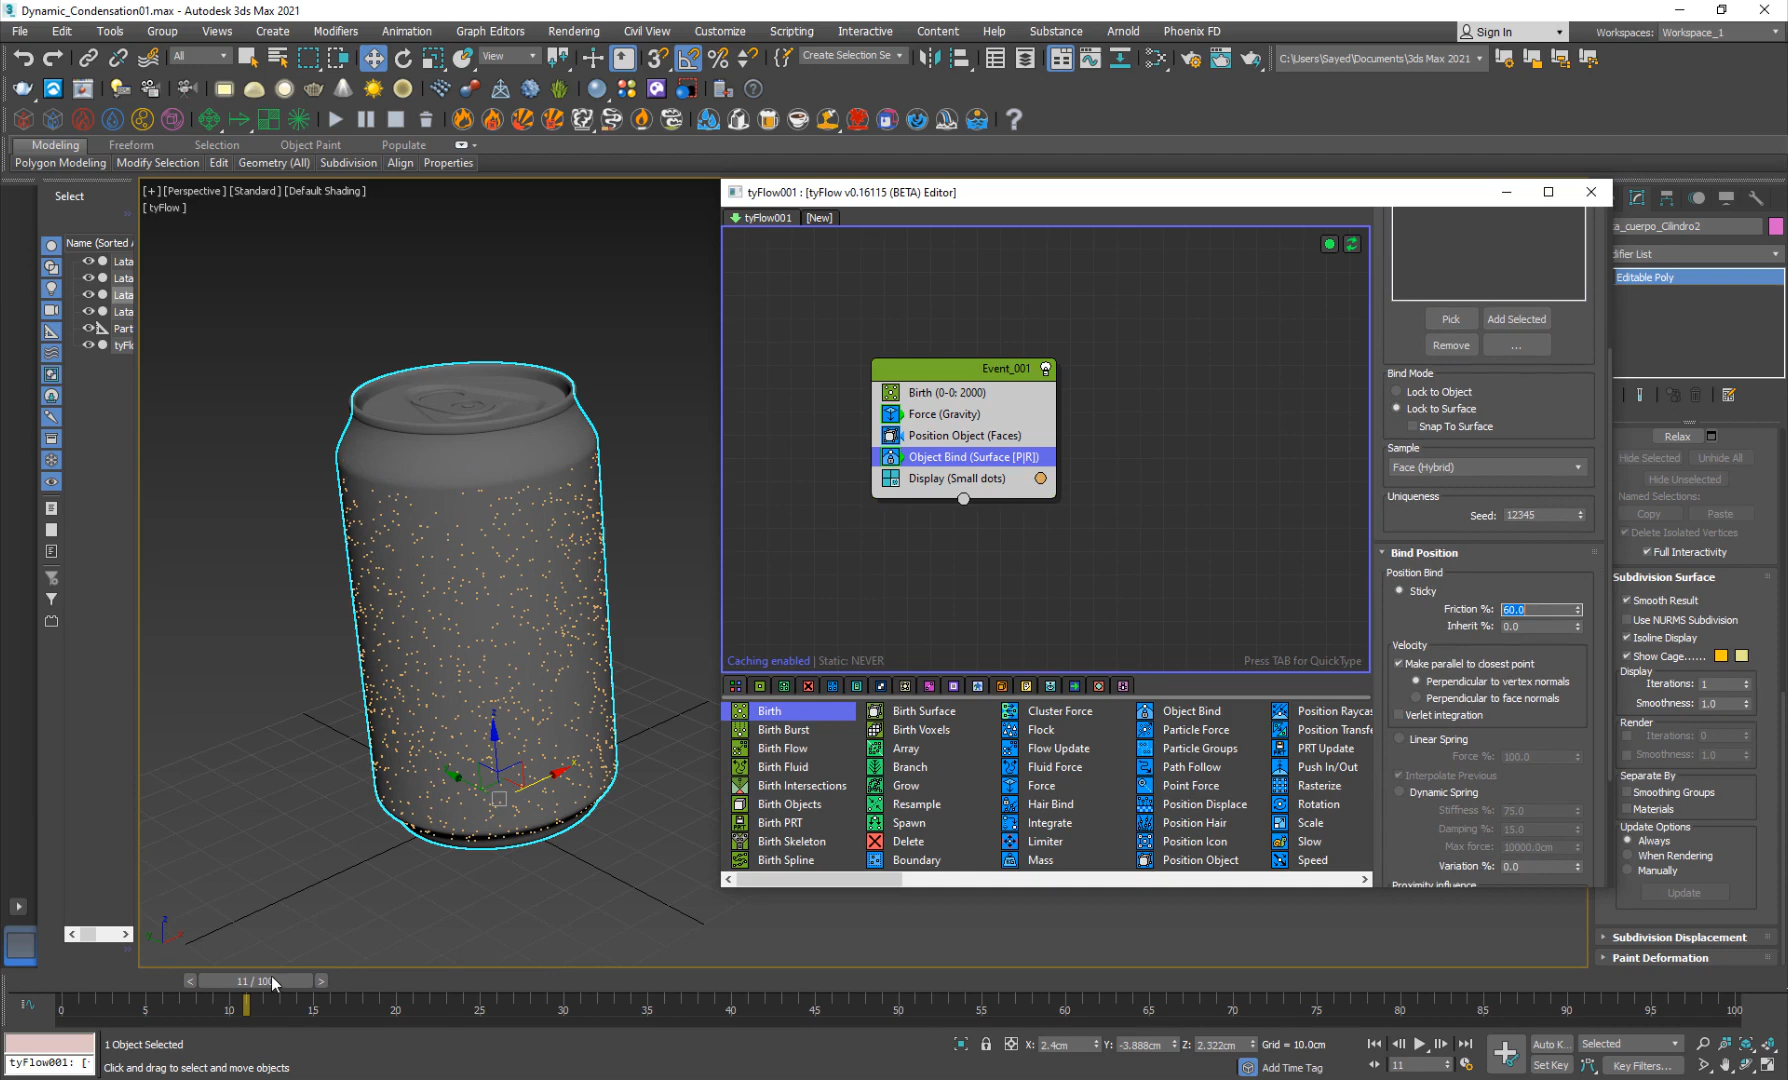 Dynamic_Condensation01.max - Autodesk 3ds Max 2021
File Edit Tools Group Views Create Modifiers Animation Graph Editors Rendering Civil View Customize Scripting Interactive Content Help Substance Arnold Phoenix FD Sign In Workspaces: Workspace_1
All View Create Selection Se C:\Users\Sayed\Documents\3ds Max 2021
Modeling Freeform Selection Object Paint Populate
Polygon Modeling Modify Selection Edit Geometry (All) Subdivision Align Properties
Select
Name (Sorted A
Lata
Lata
Lata
Lata
Part
tyFlo
[+] [Perspective] [Standard] [Default Shading]
[ tyFlow ]
tyFlow001 : [tyFlow v0.16115 (BETA) Editor]
tyFlow001 [New]
Event_001
Birth (0-0: 2000)
Force (Gravity)
Position Object (Faces)
Object Bind (Surface [P|R])
Display (Small dots)
Caching enabled | Static: NEVER
Press TAB for QuickType
Birth Birth Surface Cluster Force Object Bind Position Raycas
Birth Burst Birth Voxels Flock Particle Force Position Transfe
Birth Flow Array Flow Update Particle Groups PRT Update
Birth Fluid Branch Fluid Force Path Follow Push In/Out
Birth Intersections Grow Force Point Force Rasterize
Birth Objects Resample Hair Bind Position Displace Rotation
Birth PRT Spawn Integrate Position Hair Scale
Birth Skeleton Delete Limiter Position Icon Slow
Birth Spline Boundary Mass Position Object Speed
Pick Add Selected
Remove ...
Bind Mode
Lock to Object
Lock to Surface
Snap To Surface
Sample
Face (Hybrid)
Uniqueness
Seed: 12345
Bind Position
Position Bind
Sticky
Friction %: 60.0
Inherit %: 0.0
Velocity
Make parallel to closest point
Perpendicular to vertex normals
Perpendicular to face normals
Verlet integration
Linear Spring
Force %: 100.0
Interpolate Previous
Dynamic Spring
Stiffness %: 75.0
Damping %: 15.0
Max force: 10000.0cm
Variation %: 0.0
Proximity influence
ta_cuerpo_Cilindro2
difier List
Editable Poly
Relax
Hide Selected Unhide All
Hide Unselected
Named Selections:
Copy Paste
Delete Isolated Vertices
Full Interactivity
Subdivision Surface
Smooth Result
Use NURMS Subdivision
Isoline Display
Show Cage......
Display
Iterations: 1
Smoothness: 1.0
Render
Iterations: 0
Smoothness: 1.0
Separate By
Smoothing Groups
Materials
Update Options
Always
When Rendering
Manually
Update
Subdivision Displacement
Paint Deformation
< 11 / 100 >
0 5 10 15 20 25 30 35 40 45 50 55 60 65 70 75 80 85 90 95 100
1 Object Selected
X: 2.4cm Y: -3.888cm Z: 2.322cm Grid = 10.0cm
Auto K... Selected
tyFlow001: [
Click and drag to select and move objects
Add Time Tag
11
Set Key Key Filters...
z
x
z
y
x